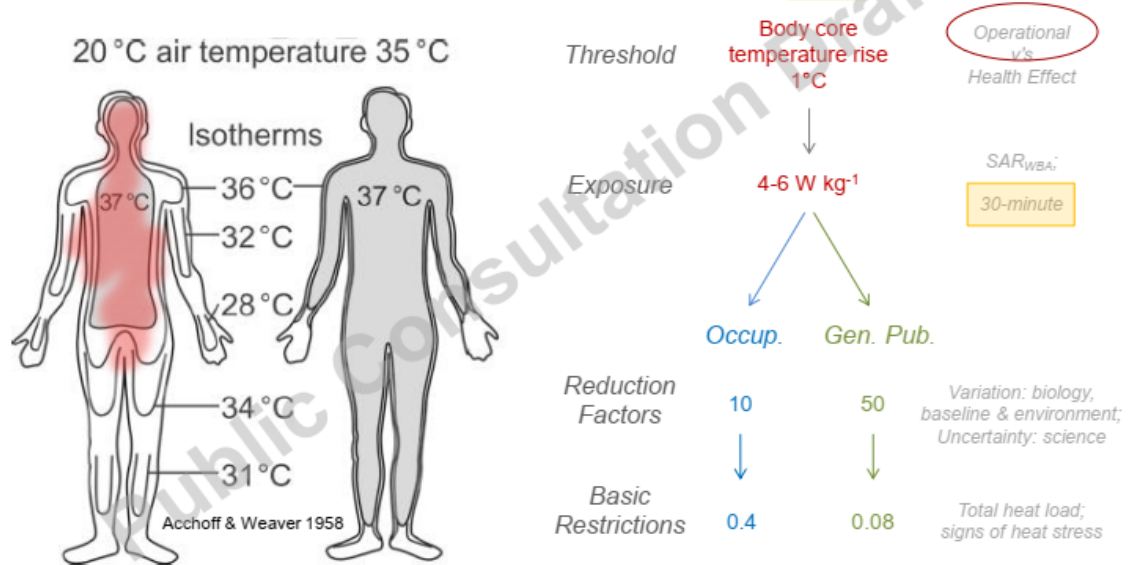 20 °C air temperature 35 °C
Isotherms
37 °C
36 °C
37 °C
32 °C
28 °C
34 °C
31 °C
Acchoff & Weaver 1958
Threshold
Body core
temperature rise
1°C
Operational
v's
Health Effect
Exposure
4-6 W kg-1
SARWBA;
30-minute
Occup.
Gen. Pub.
Reduction
Factors
10
50
Variation: biology,
baseline & environment;
Uncertainty: science
Basic
Restrictions
0.4
0.08
Total heat load;
signs of heat stress
Public Consultation Dra